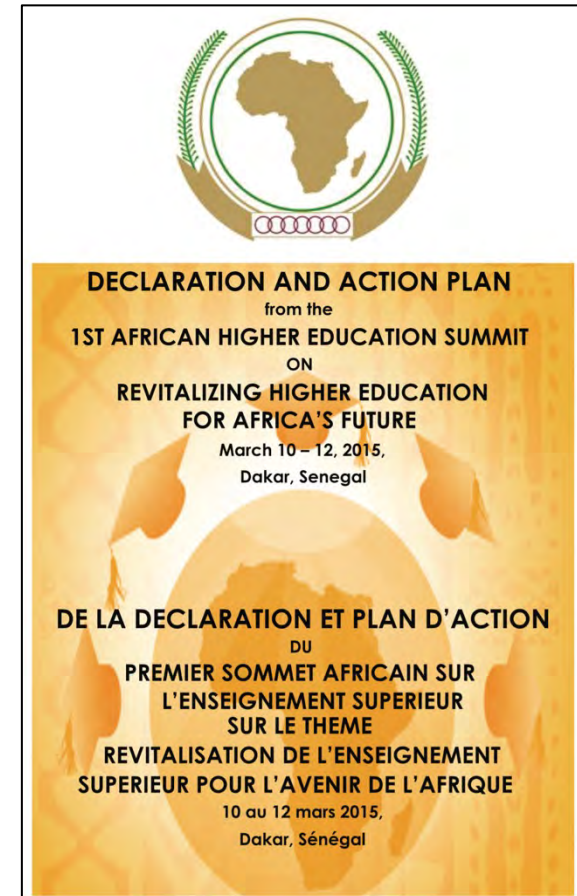 DECLARATION AND ACTION PLAN
from the
1ST AFRICAN HIGHER EDUCATION SUMMIT
ON
REVITALIZING HIGHER EDUCATION
FOR AFRICA'S FUTURE
March 10 – 12, 2015,
Dakar, Senegal
DE LA DECLARATION ET PLAN D'ACTION
DU
PREMIER SOMMET AFRICAIN SUR
L'ENSEIGNEMENT SUPERIEUR
SUR LE THEME
REVITALISATION DE L'ENSEIGNEMENT
SUPERIEUR POUR L'AVENIR DE L'AFRIQUE
10 au 12 mars 2015,
Dakar, Sénégal